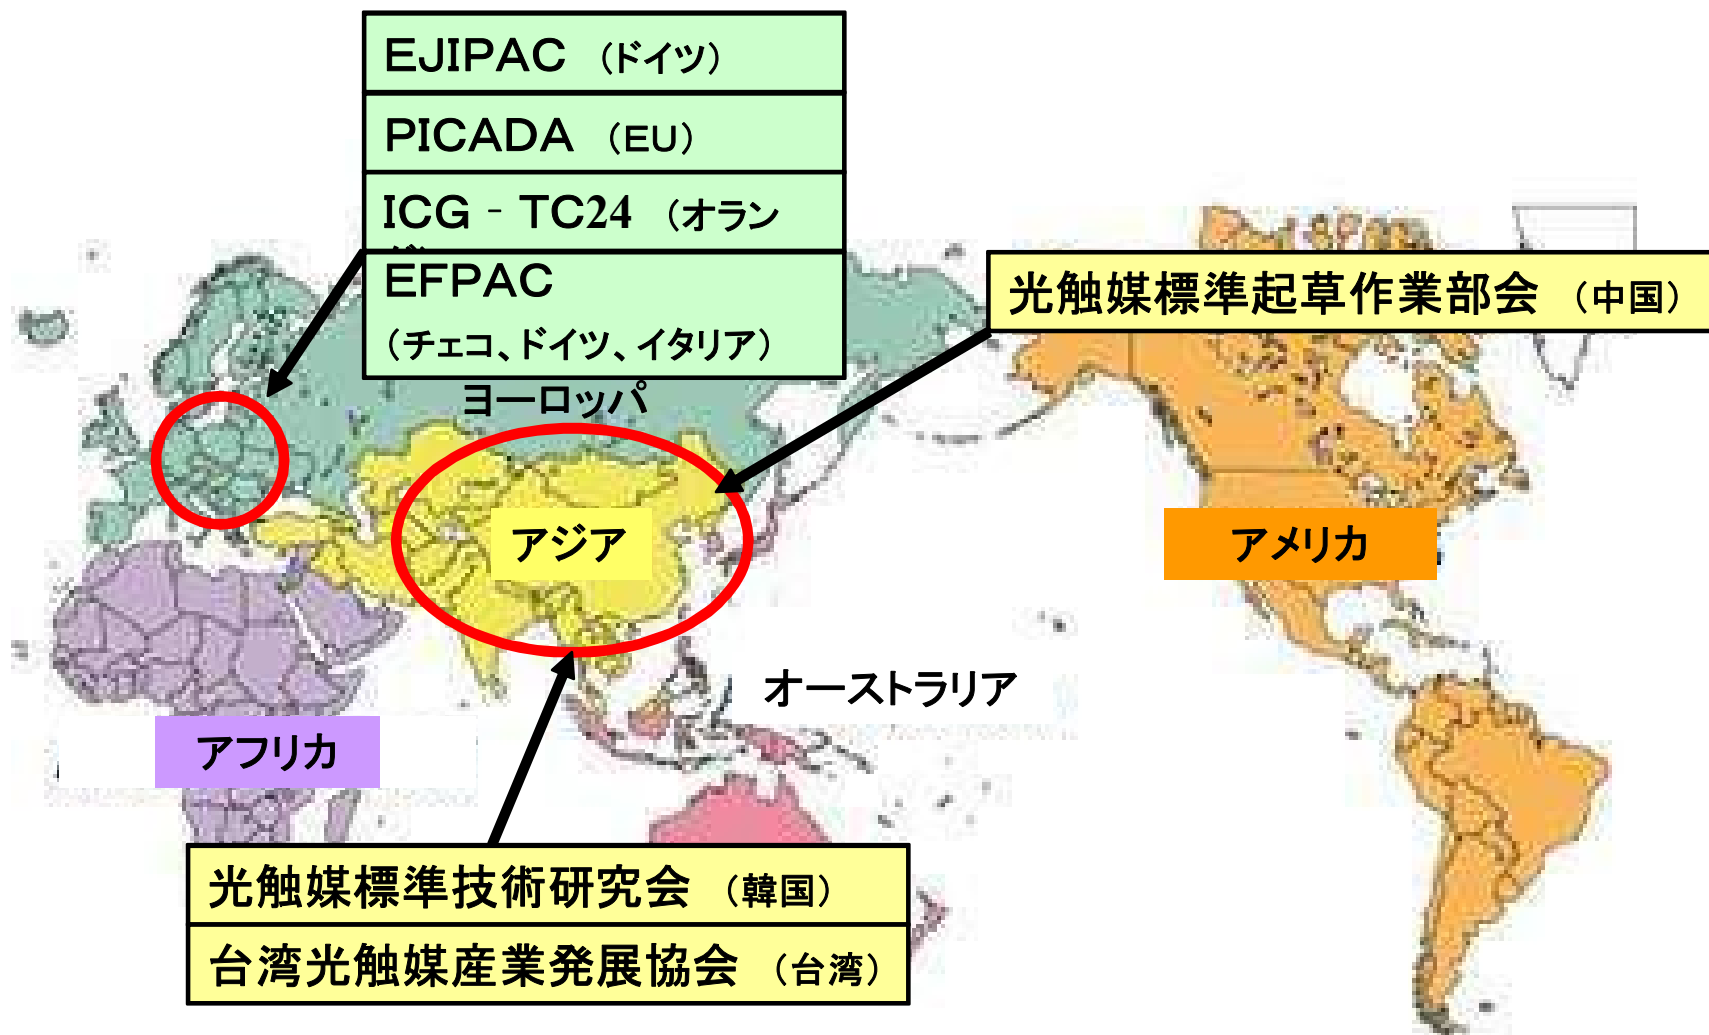 EJIPAC （ドイツ）
PICADA （EU）
ICG‐TC24 （オラン
EFPAC
（チェコ、ドイツ、イタリア）
ヨーロッパ
光触媒標準起草作業部会 （中国）
アジア
アメリカ
オーストラリア
アフリカ
光触媒標準技術研究会 （韓国）
台湾光触媒産業発展協会 （台湾）